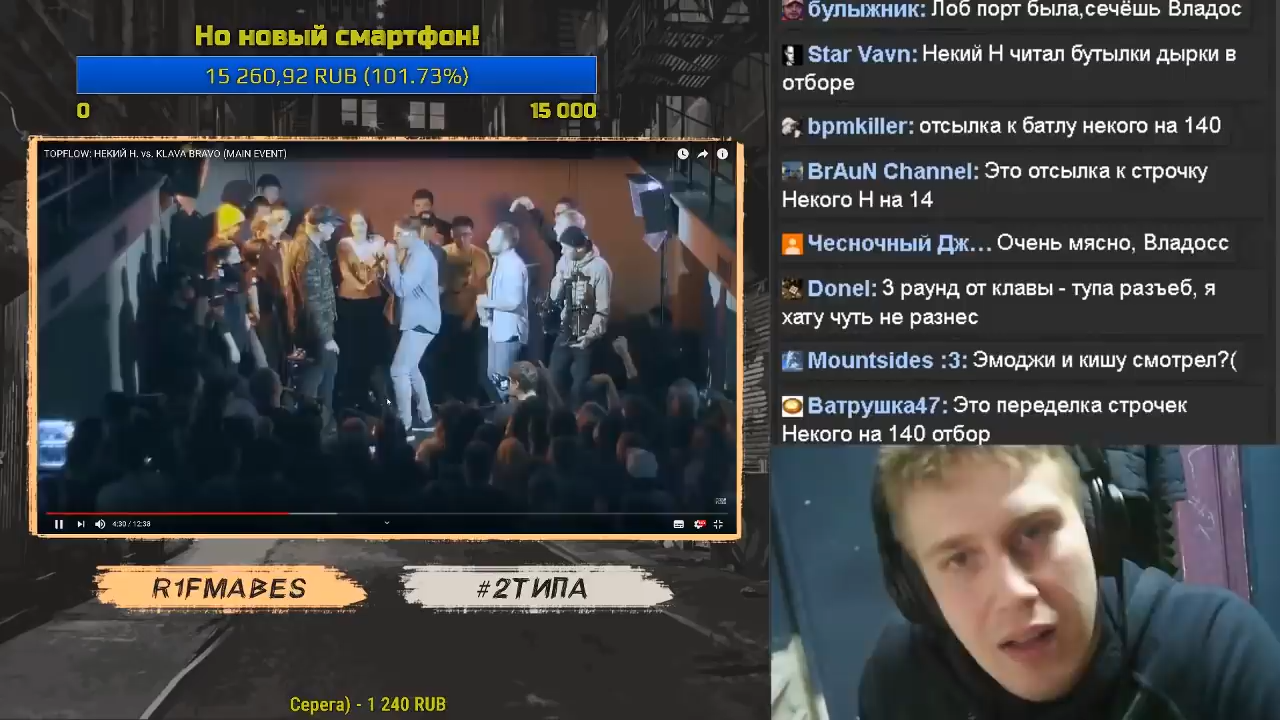 Но новый смартфон!
15 260,92 RUB (101.73%)
0
15 000
TOPFLOW: НЕКИЙ Н. vs. KLAVA BRAVO (MAIN EVENT)
4:30 / 12:38
R1FMABES
#2ТИПА
Серега) - 1 240 RUB
булыжник: Лоб порт была,сечёшь Владос
Star Vavn: Некий Н читал бутылки дырки в
отборе
bpmkiller: отсылка к батлу некого на 140
BrAuN Channel: Это отсылка к строчку
Некого Н на 14
Чесночный Дж… Очень мясно, Владосс
Donel: 3 раунд от клавы - тупа разъеб, я
хату чуть не разнес
Mountsides :3: Эмоджи и кишу смотрел?(
Ватрушка47: Это переделка строчек
Некого на 140 отбор